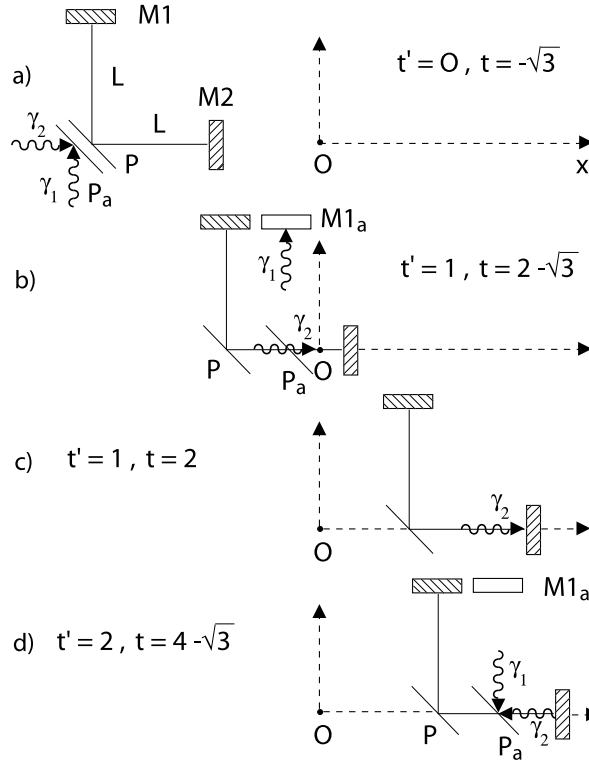 M1
a)
L
t' = O , t = -√3
M2
γ₂
L
P
O
x
γ₁
Pₐ
M1ₐ
b)
γ₁
t' = 1 , t = 2 -√3
γ₂
P
Pₐ
O
c)
t' = 1 , t = 2
γ₂
O
M1ₐ
d)
t' = 2 , t = 4 -√3
γ₁
O
P
Pₐ
γ₂